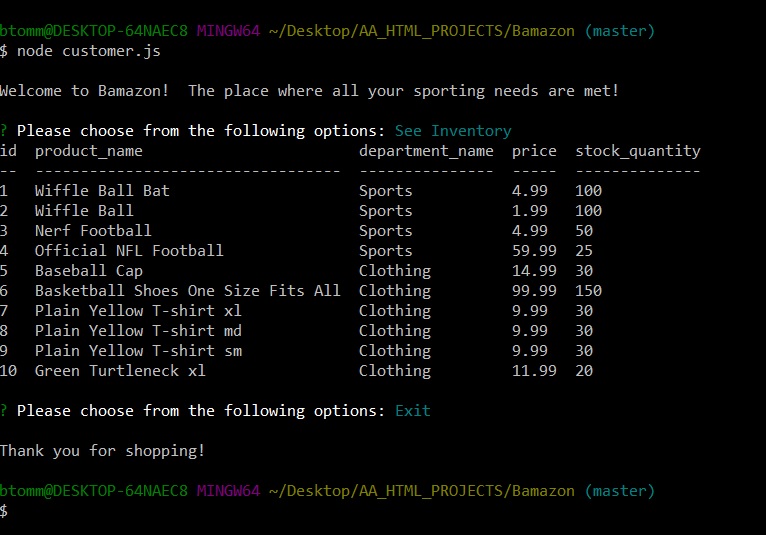 btomm@DESKTOP-64NAEC8 MINGW64 ~/Desktop/AA_HTML_PROJECTS/Bamazon (master)
$ node customer.js
Welcome to Bamazon!  The place where all your sporting needs are met!
? Please choose from the following options: See Inventory
id  product_name                      department_name  price  stock_quantity
--  --------------------------------  ---------------  -----  --------------
1   Wiffle Ball Bat                   Sports           4.99   100
2   Wiffle Ball                       Sports           1.99   100
3   Nerf Football                     Sports           4.99   50
4   Official NFL Football             Sports           59.99  25
5   Baseball Cap                      Clothing         14.99  30
6   Basketball Shoes One Size Fits All  Clothing         99.99  150
7   Plain Yellow T-shirt xl           Clothing         9.99   30
8   Plain Yellow T-shirt md           Clothing         9.99   30
9   Plain Yellow T-shirt sm           Clothing         9.99   30
10  Green Turtleneck xl               Clothing         11.99  20
? Please choose from the following options: Exit
Thank you for shopping!
btomm@DESKTOP-64NAEC8 MINGW64 ~/Desktop/AA_HTML_PROJECTS/Bamazon (master)
$